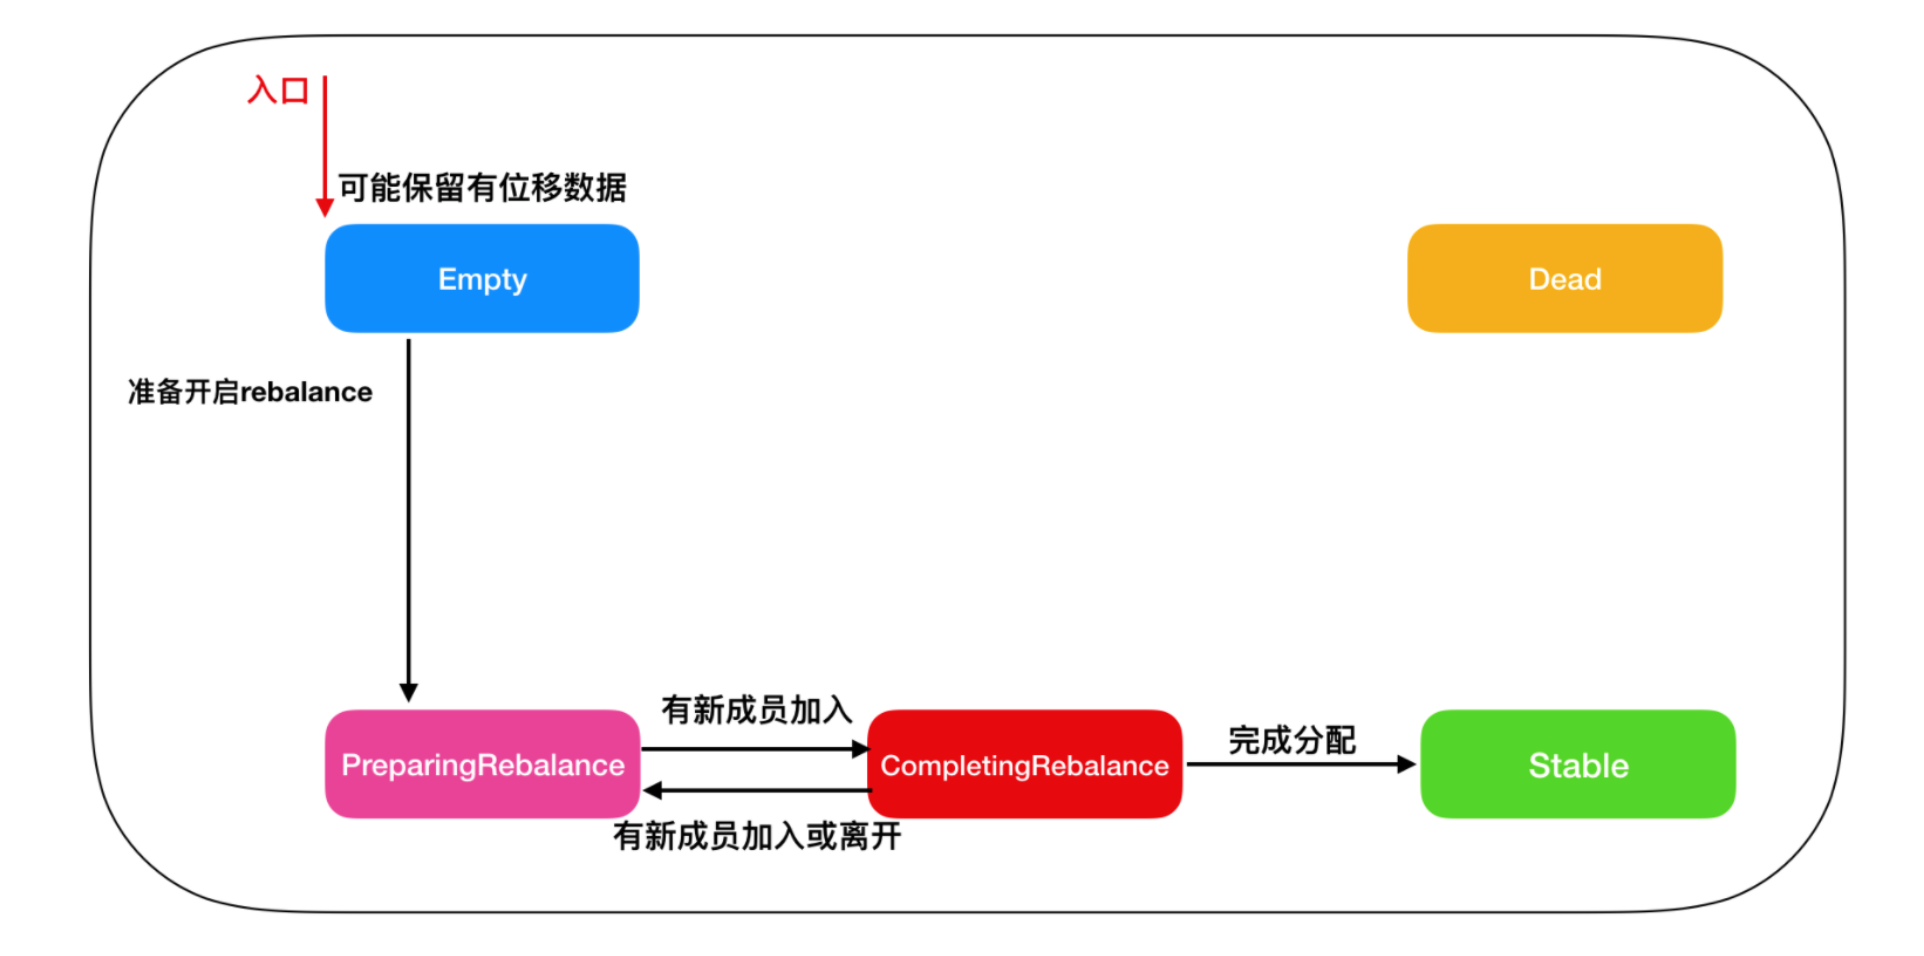 入口
可能保留有位移数据
Empty
Dead
准备开启rebalance
有新成员加入
完成分配
PreparingRebalance
CompletingRebalance
Stable
有新成员加入或离开